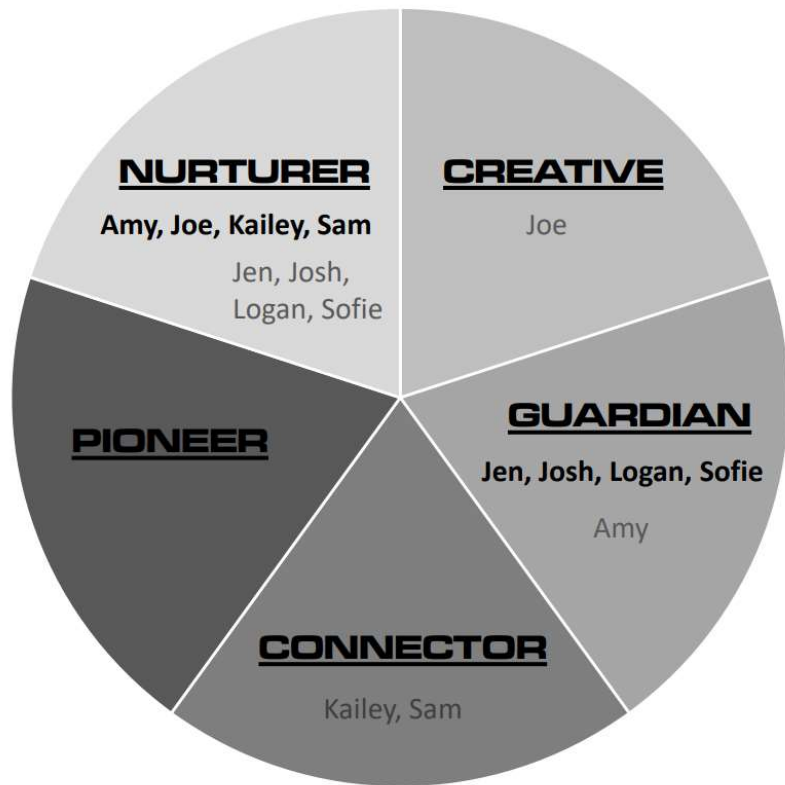 NURTURER
Amy, Joe, Kailey, Sam
Jen, Josh,
Logan, Sofie
CREATIVE
Joe
GUARDIAN
Jen, Josh, Logan, Sofie
Amy
CONNECTOR
Kailey, Sam
PIONEER